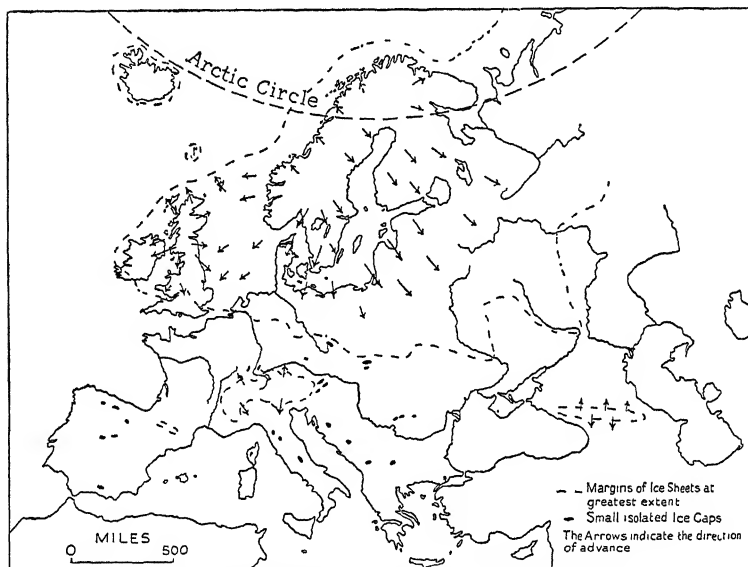 Arctic Circle
Margins of Ice Sheets at
greatest extent
Small isolated Ice Caps
The Arrows indicate the direction
of advance
MILES
0 500